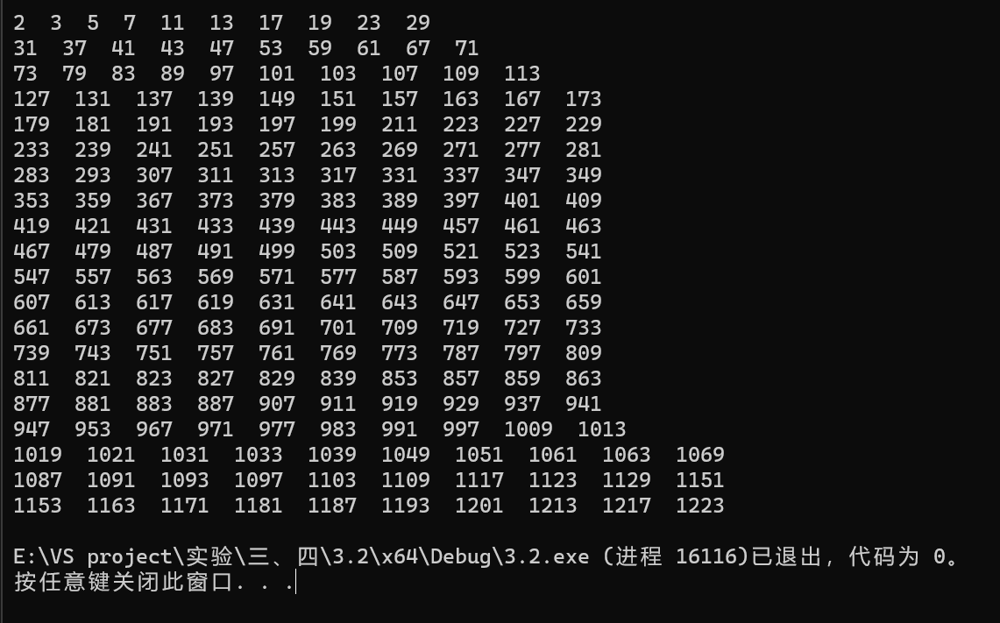 2  3  5  7  11  13  17  19  23  29
31  37  41  43  47  53  59  61  67  71
73  79  83  89  97  101  103  107  109  113
127  131  137  139  149  151  157  163  167  173
179  181  191  193  197  199  211  223  227  229
233  239  241  251  257  263  269  271  277  281
283  293  307  311  313  317  331  337  347  349
353  359  367  373  379  383  389  397  401  409
419  421  431  433  439  443  449  457  461  463
467  479  487  491  499  503  509  521  523  541
547  557  563  569  571  577  587  593  599  601
607  613  617  619  631  641  643  647  653  659
661  673  677  683  691  701  709  719  727  733
739  743  751  757  761  769  773  787  797  809
811  821  823  827  829  839  853  857  859  863
877  881  883  887  907  911  919  929  937  941
947  953  967  971  977  983  991  997  1009  1013
1019  1021  1031  1033  1039  1049  1051  1061  1063  1069
1087  1091  1093  1097  1103  1109  1117  1123  1129  1151
1153  1163  1171  1181  1187  1193  1201  1213  1217  1223
E:\VS project\实验\三、四\3.2\x64\Debug\3.2.exe (进程 16116)已退出，代码为 0。
按任意键关闭此窗口. . .